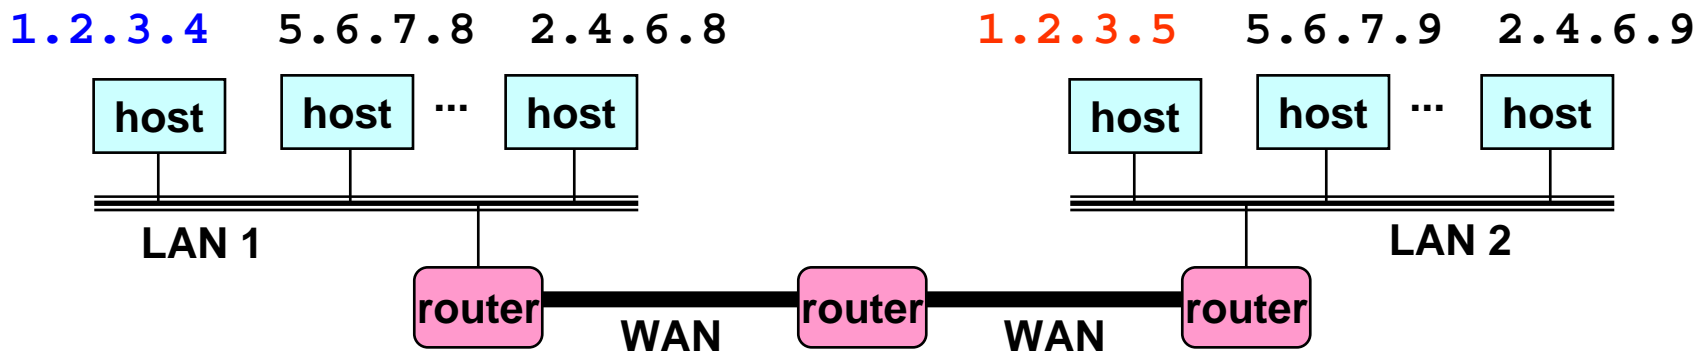 1.2.3.4 5.6.7.8 2.4.6.8 1.2.3.5 5.6.7.9 2.4.6.9
host host ... host host host ... host
LAN 1 LAN 2
router router router
WAN WAN